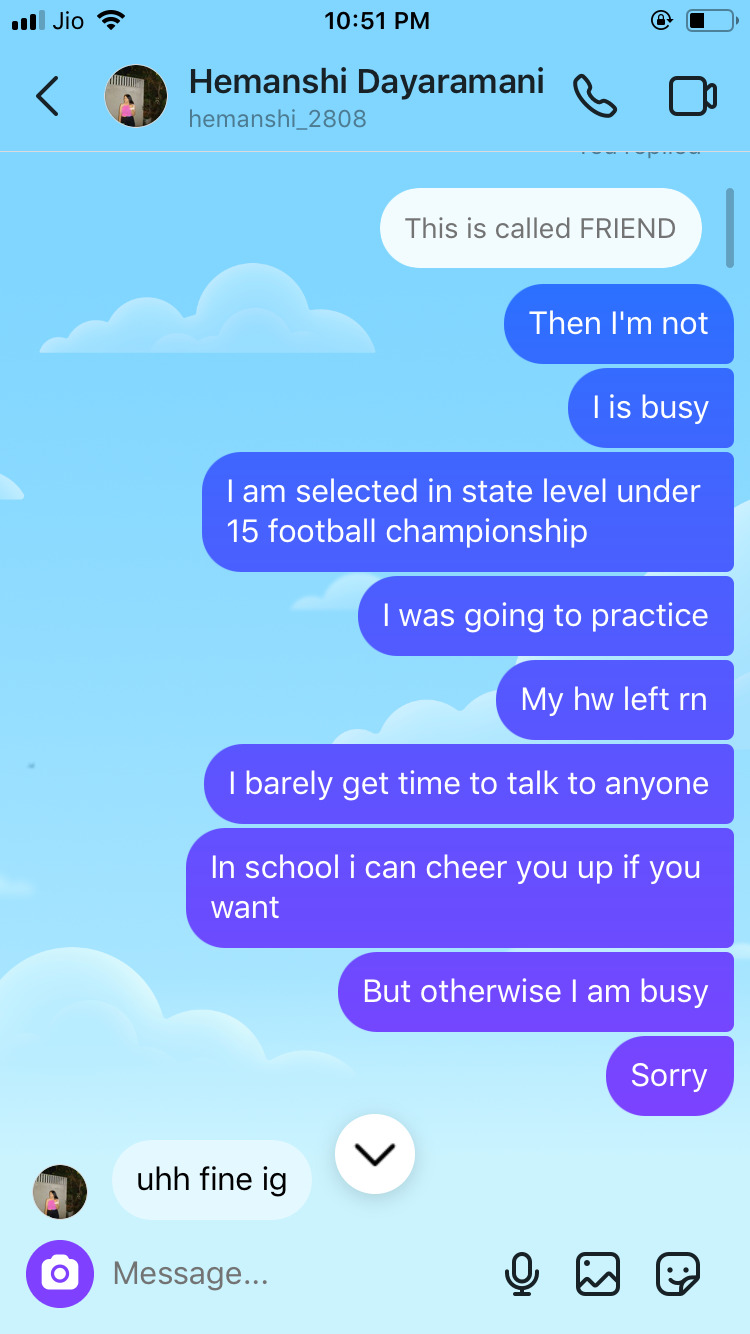 Jio 10:51 PM
Hemanshi Dayaramani
hemanshi_2808
This is called FRIEND
Then I'm not
I is busy
I am selected in state level under
15 football championship
I was going to practice
My hw left rn
I barely get time to talk to anyone
In school i can cheer you up if you
want
But otherwise I am busy
Sorry
uhh fine ig
Message...